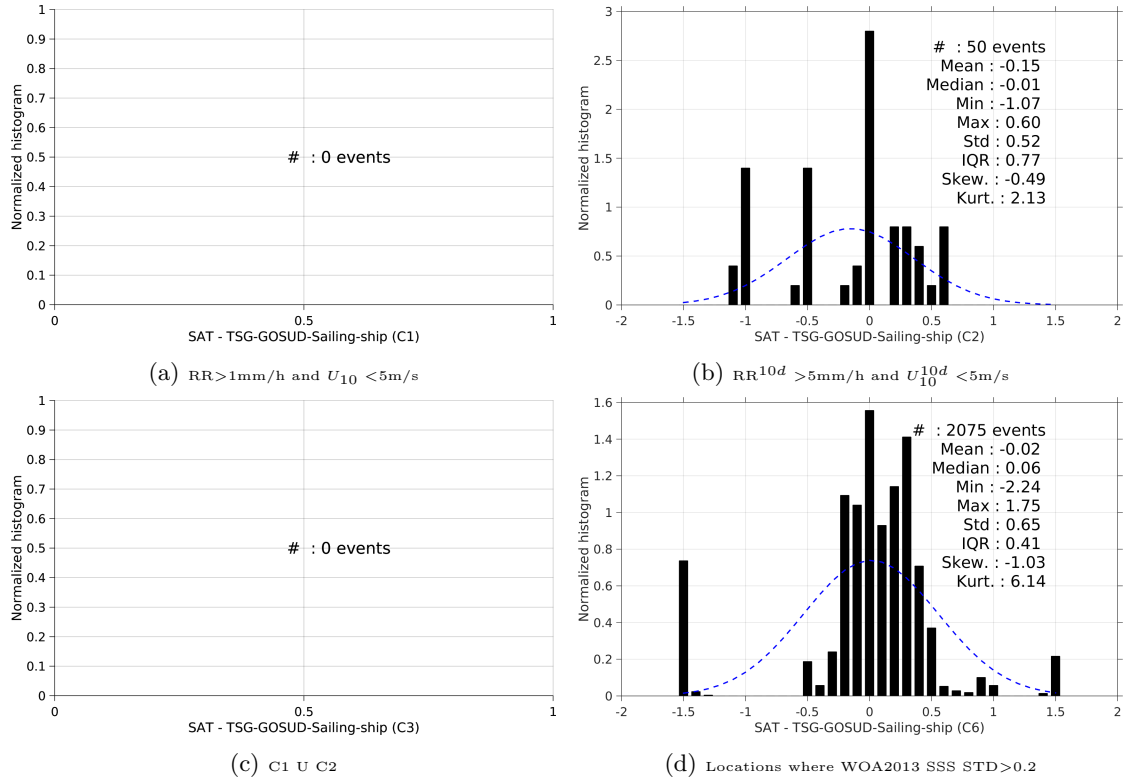 1
0.9
0.8
0.7
0.6
0.5
0.4
0.3
0.2
0.1
0
0 0.5 1
Normalized histogram
# : 0 events
SAT - TSG-GOSUD-Sailing-ship (C1)
(a) RR>1mm/h and U10 <5m/s
3
2.5
2
1.5
1
0.5
0
-2 -1.5 -1 -0.5 0 0.5 1 1.5 2
Normalized histogram
# : 50 events
Mean : -0.15
Median : -0.01
Min : -1.07
Max : 0.60
Std : 0.52
IQR : 0.77
Skew. : -0.49
Kurt. : 2.13
SAT - TSG-GOSUD-Sailing-ship (C2)
(b) RR^10d >5mm/h and U10^10d <5m/s
1
0.9
0.8
0.7
0.6
0.5
0.4
0.3
0.2
0.1
0
0 0.5 1
Normalized histogram
# : 0 events
SAT - TSG-GOSUD-Sailing-ship (C3)
(c) C1 U C2
1.6
1.4
1.2
1
0.8
0.6
0.4
0.2
0
-2 -1.5 -1 -0.5 0 0.5 1 1.5 2
Normalized histogram
# : 2075 events
Mean : -0.02
Median : 0.06
Min : -2.24
Max : 1.75
Std : 0.65
IQR : 0.41
Skew. : -1.03
Kurt. : 6.14
SAT - TSG-GOSUD-Sailing-ship (C6)
(d) Locations where WOA2013 SSS STD>0.2